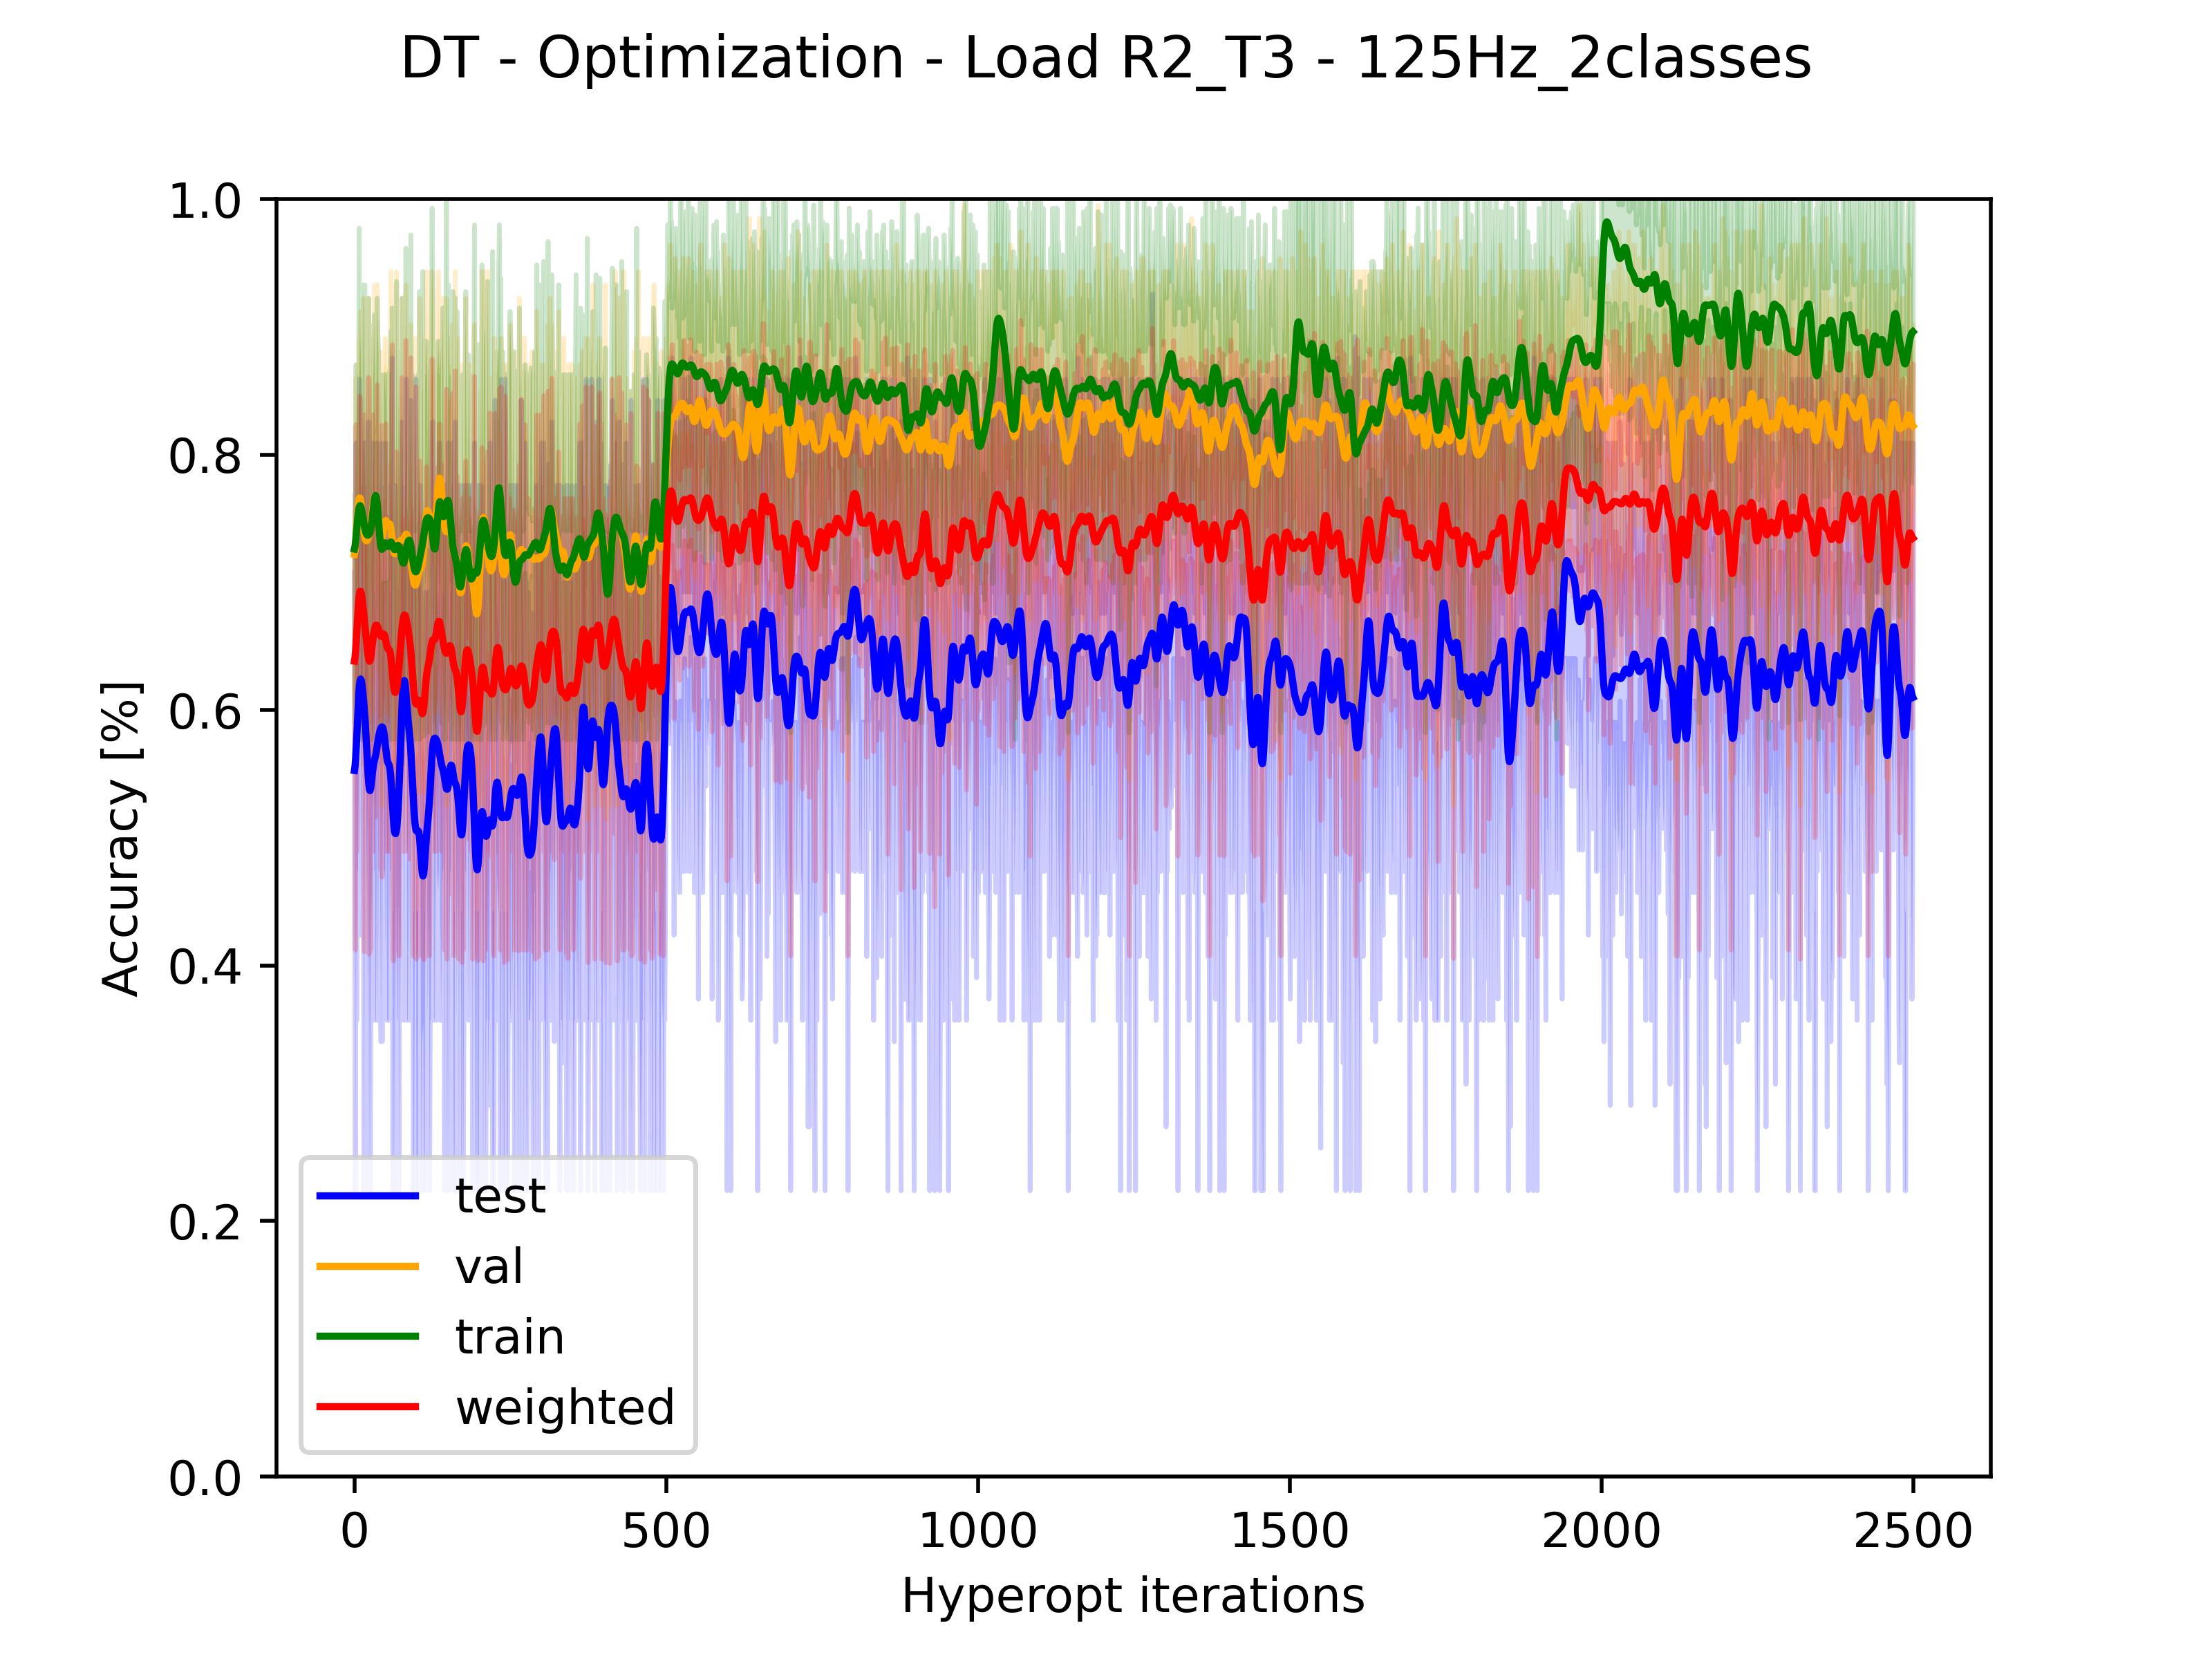 DT - Optimization - Load R2_T3 - 125Hz_2classes
1.0
0.8
0.6
0.4
0.2
0.0
Accuracy [%]
test
val
train
weighted
0 500 1000 1500 2000 2500
Hyperopt iterations